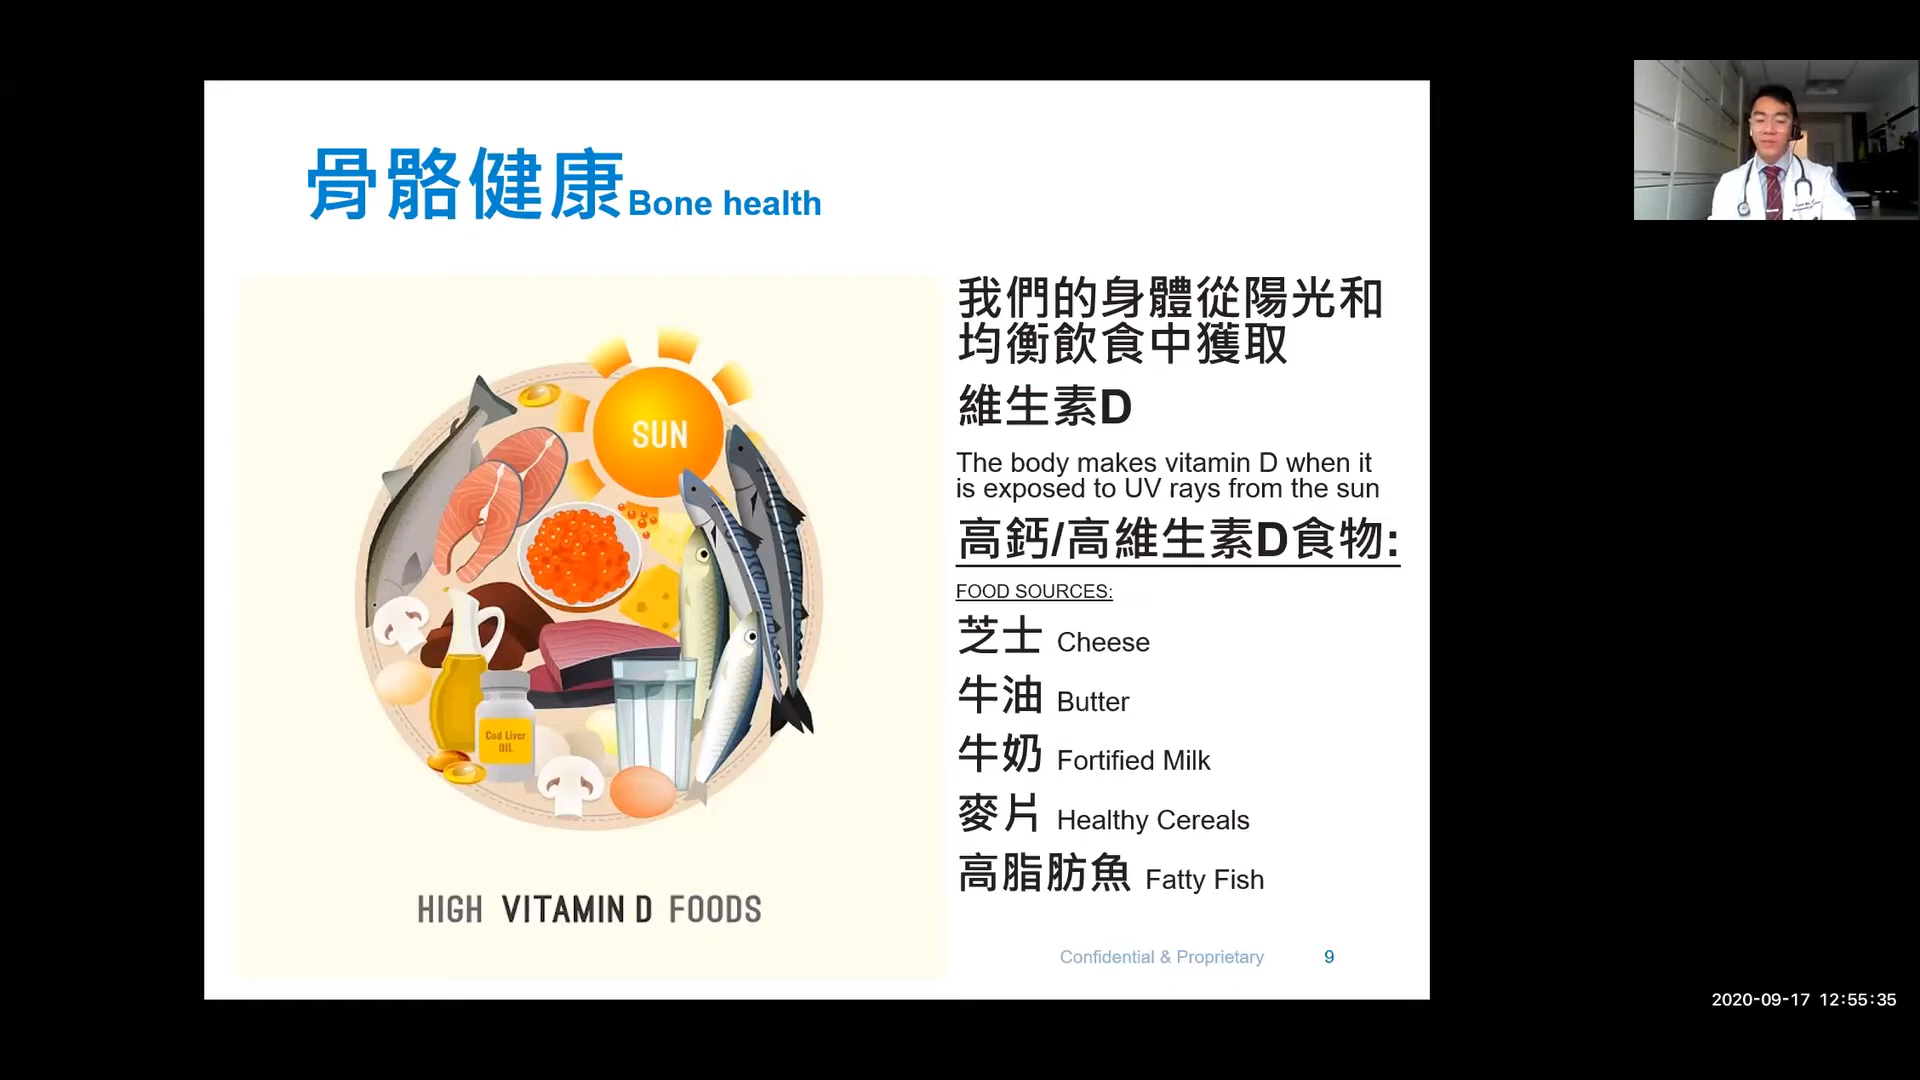 骨骼健康Bone health
我們的身體從陽光和
均衡飲食中獲取
維生素D
The body makes vitamin D when it
is exposed to UV rays from the sun
高鈣/高維生素D食物:
FOOD SOURCES:
芝士 Cheese
牛油 Butter
牛奶 Fortified Milk
麥片 Healthy Cereals
高脂肪魚 Fatty Fish
SUN
Cod Liver
OIL
HIGH VITAMIN D FOODS
Confidential & Proprietary 9
2020-09-17 12:55:35